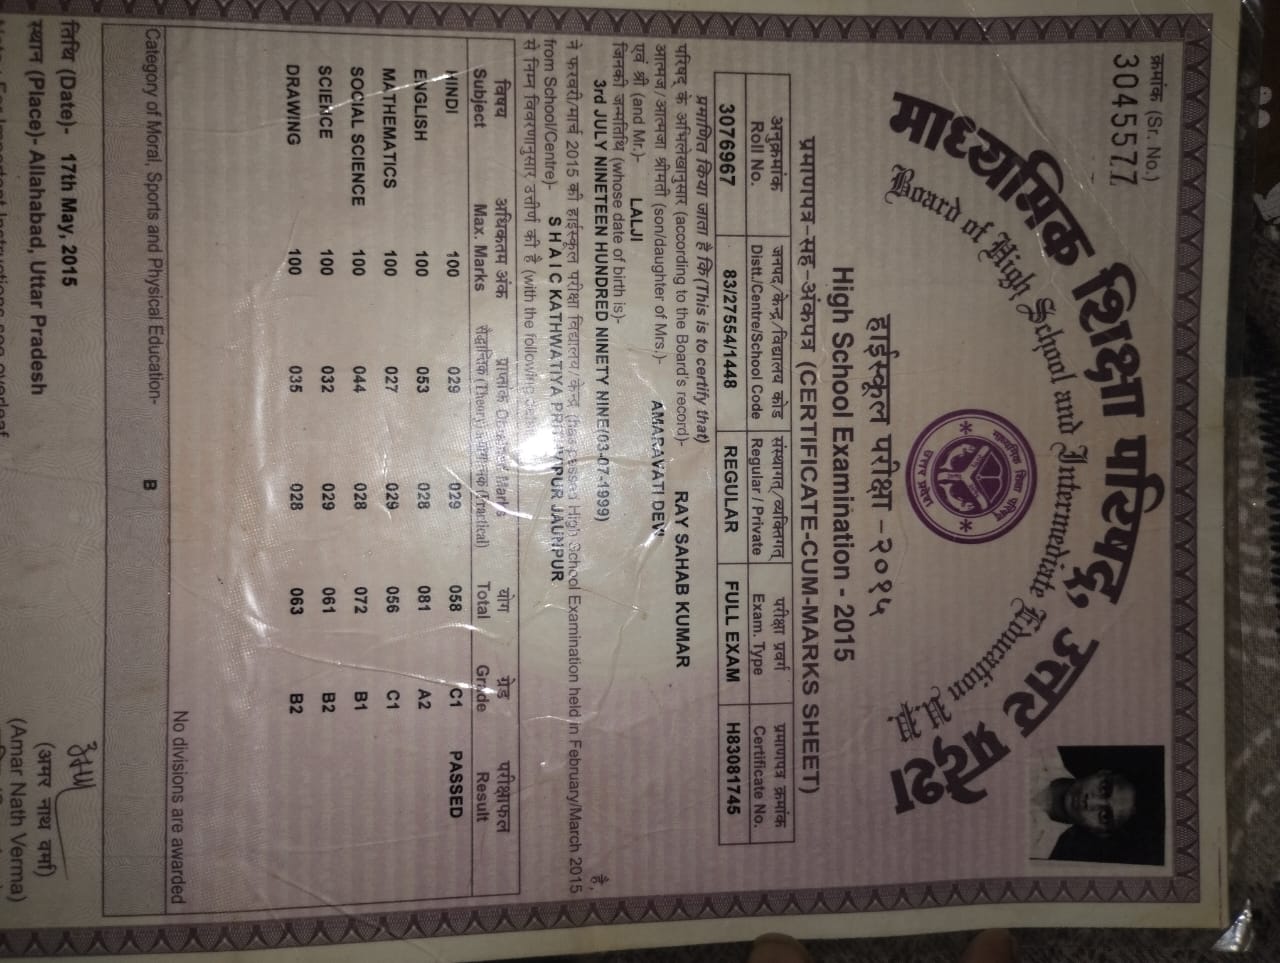 क्रमांक (Sr. No.)
3045577
माध्यमिक शिक्षा परिषद्, उत्तर प्रदेश
Board of High School and Intermediate Education U.P.
हाईस्कूल परीक्षा - २०१५
High School Examination - 2015
प्रमाणपत्र-सह-अंकपत्र (CERTIFICATE-CUM-MARKS SHEET)
अनुक्रमांक जनपद/केन्द्र/विद्यालय कोड संस्थागत/व्यक्तिगत परीक्षा प्रवर्ग प्रमाणपत्र क्रमांक
Roll No. Distt./Centre/School Code Regular / Private Exam. Type Certificate No.
3076967 83/27554/1448 REGULAR FULL EXAM H83081745
प्रमाणित किया जाता है कि(This is to certify that)
परिषद के अभिलेखानुसार (according to the Board's record)- RAY SAHAB KUMAR
आत्मज/आत्मजा श्रीमती (son/daughter of Mrs.)- AMARAVATI DEVI
एवं श्री (and Mr.)- LALJI
जिनकी जन्मतिथि (whose date of birth is)-
3rd JULY NINETEEN HUNDRED NINETY NINE(03-07-1999) है,
ने फरवरी/मार्च 2015 की हाईस्कूल परीक्षा विद्यालय/केन्द्र (has passed High School Examination held in February/March 2015
from School/Centre)- S H A I C KATHWATIYA PRITHVIPUR JAUNPUR
से निम्न विवरणानुसार उत्तीर्ण की है (with the following
विषय अधिकतम अंक प्राप्तांक Obtained Marks योग ग्रेड परीक्षाफल
Subject Max. Marks सैद्धान्तिक (Theory) (Practical) Total Grade Result
HINDI 100 029 029 058 C1 PASSED
ENGLISH 100 053 028 081 A2
MATHEMATICS 100 027 029 056 C1
SOCIAL SCIENCE 100 044 028 072 B1
SCIENCE 100 032 029 061 B2
DRAWING 100 035 028 063 B2
No divisions are awarded
Category of Moral, Sports and Physical Education- B
तिथि (Date)- 17th May, 2015
स्थान (Place)- Allahabad, Uttar Pradesh
(अमर नाथ वर्मा)
(Amar Nath Verma)